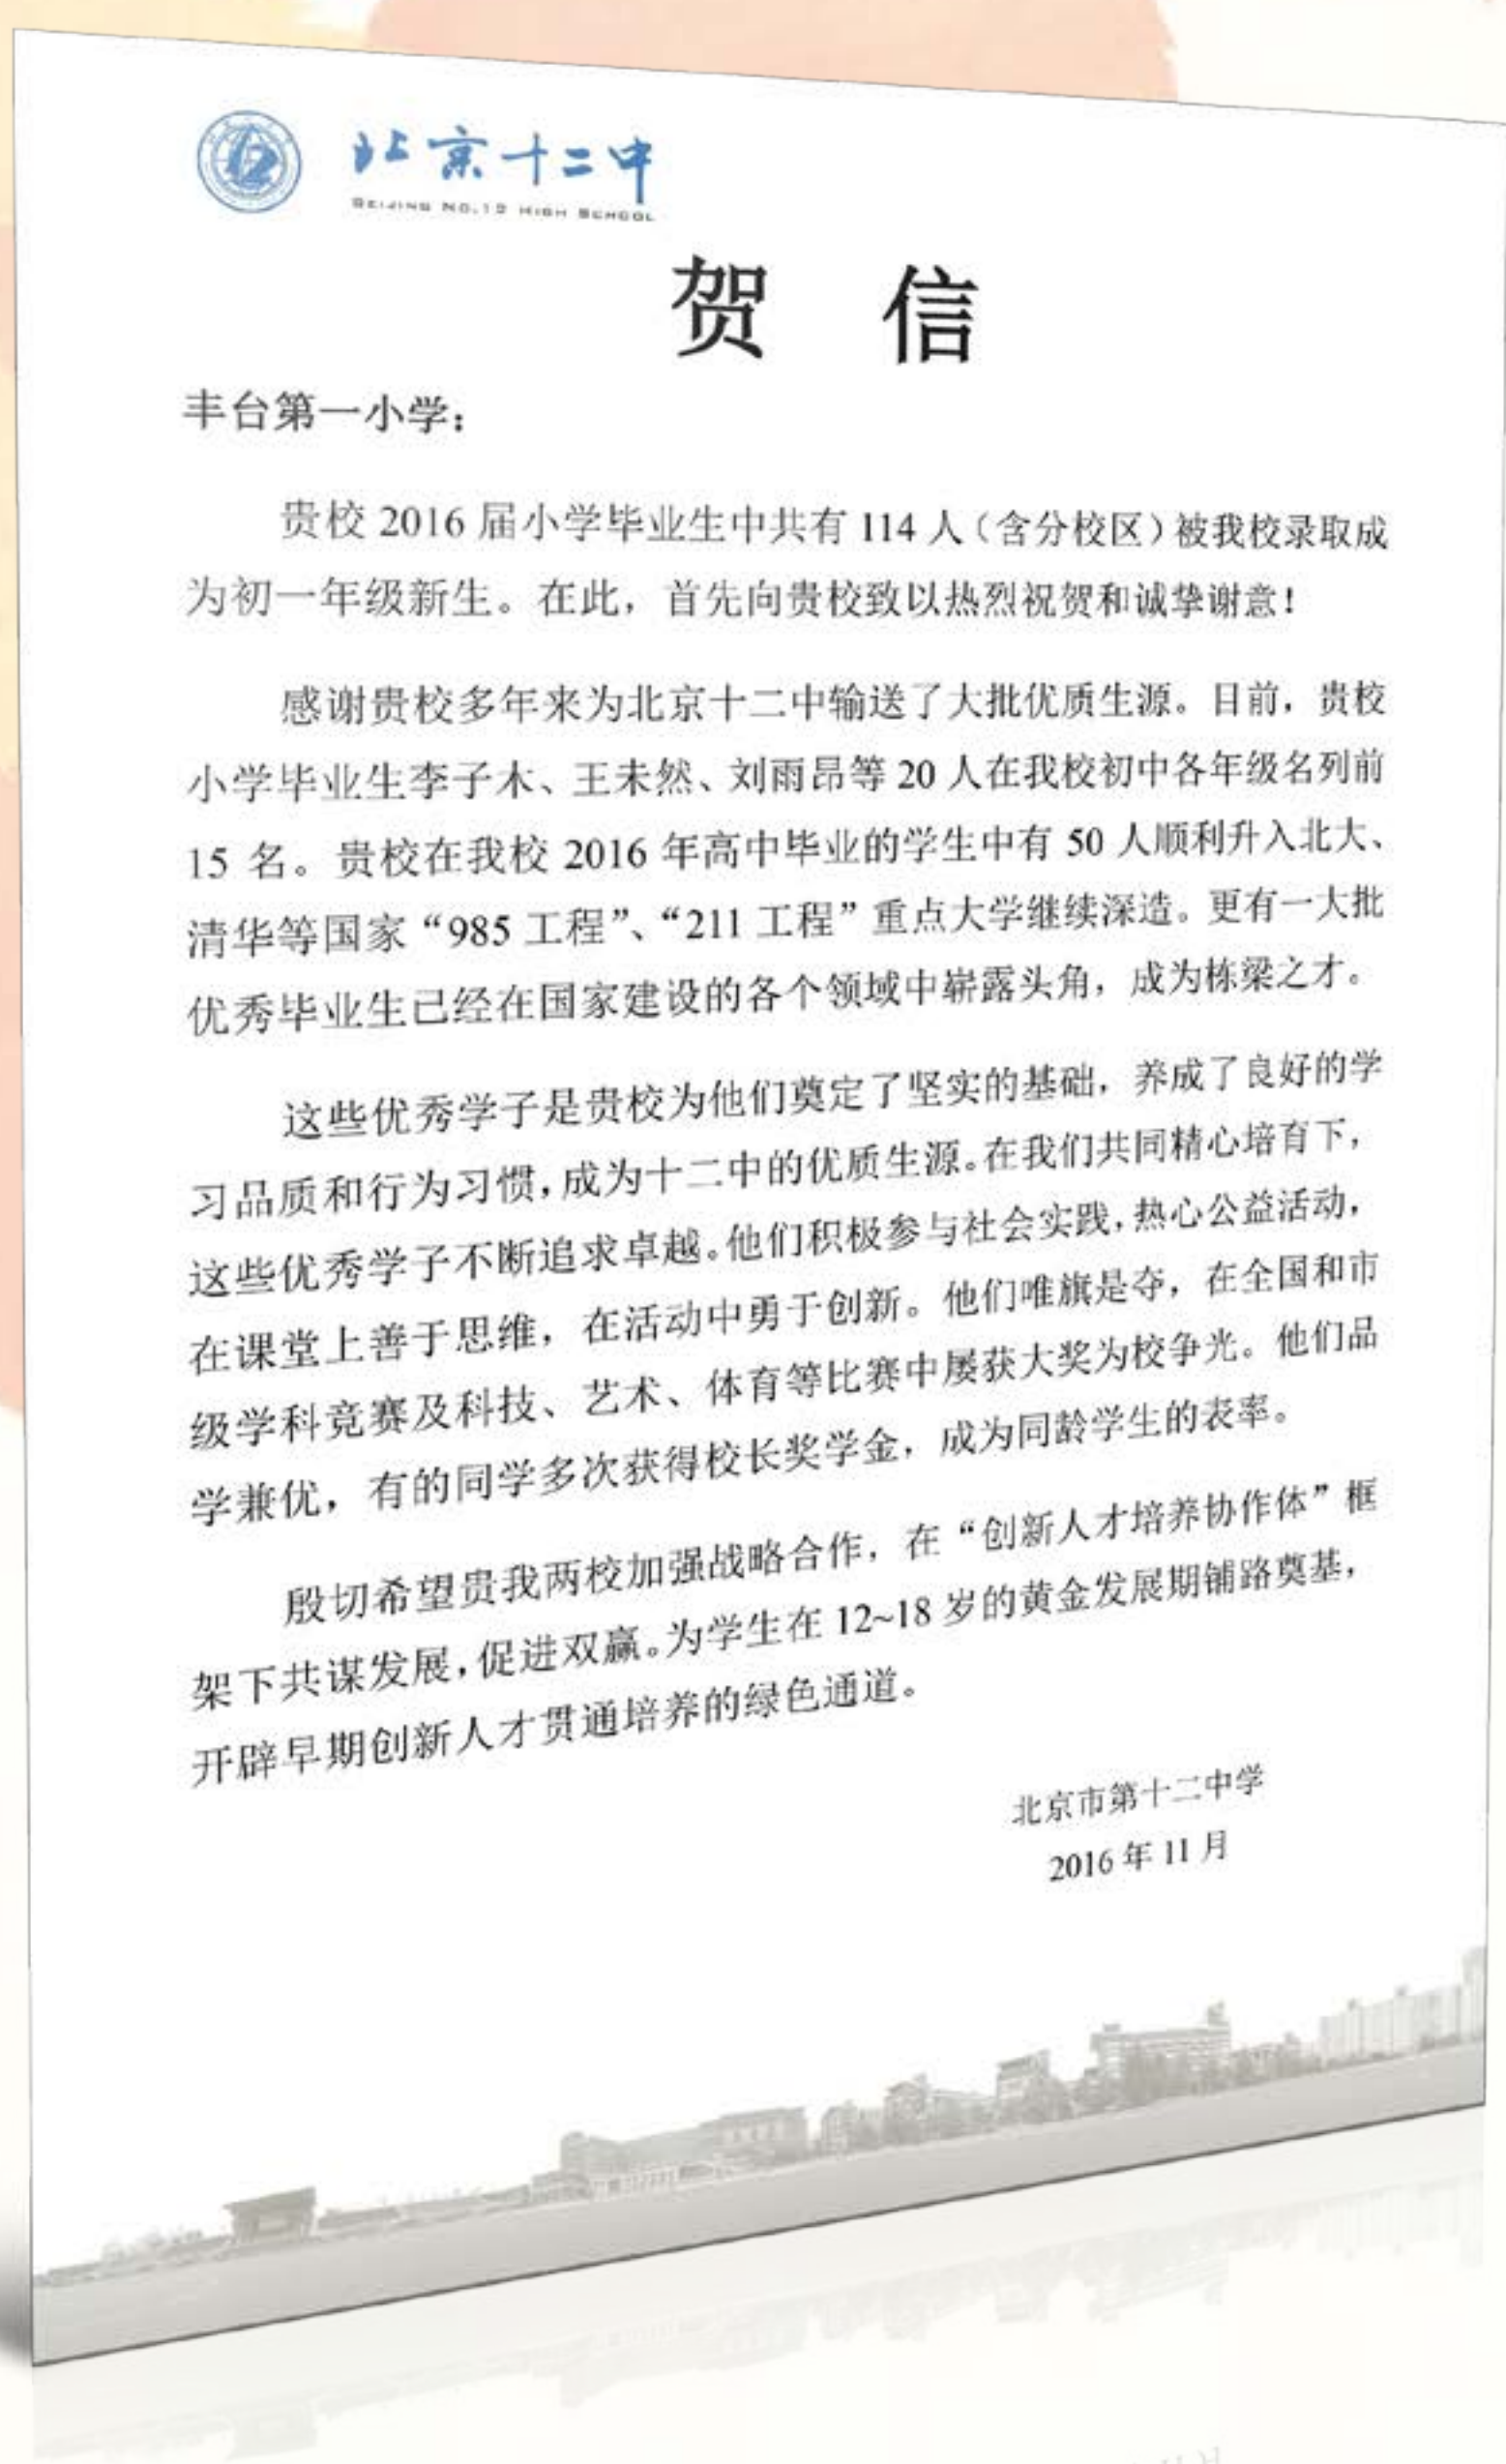 北京十二中
BEIJING NO.12 HIGH SCHOOL
贺 信
丰台第一小学：
贵校 2016 届小学毕业生中共有 114 人（含分校区）被我校录取成
为初一年级新生。在此，首先向贵校致以热烈祝贺和诚挚谢意！
感谢贵校多年来为北京十二中输送了大批优质生源。日前，贵校
小学毕业生李子木、王未然、刘雨昂等 20 人在我校初中各年级名列前
15 名。贵校在我校 2016 年高中毕业的学生中有 50 人顺利升入北大、
清华等国家“985 工程”、“211 工程”重点大学继续深造。更有一大批
优秀毕业生已经在国家建设的各个领域中崭露头角，成为栋梁之才。
这些优秀学子是贵校为他们奠定了坚实的基础，养成了良好的学
习品质和行为习惯，成为十二中的优质生源。在我们共同精心培育下，
这些优秀学子不断追求卓越。他们积极参与社会实践，热心公益活动，
在课堂上善于思维，在活动中勇于创新。他们唯旗是夺，在全国和市
级学科竞赛及科技、艺术、体育等比赛中屡获大奖为校争光。他们品
学兼优，有的同学多次获得校长奖学金，成为同龄学生的表率。
殷切希望贵我两校加强战略合作，在“创新人才培养协作体”框
架下共谋发展，促进双赢。为学生在 12~18 岁的黄金发展期铺路奠基，
开辟早期创新人才贯通培养的绿色通道。
北京市第十二中学
2016 年 11 月